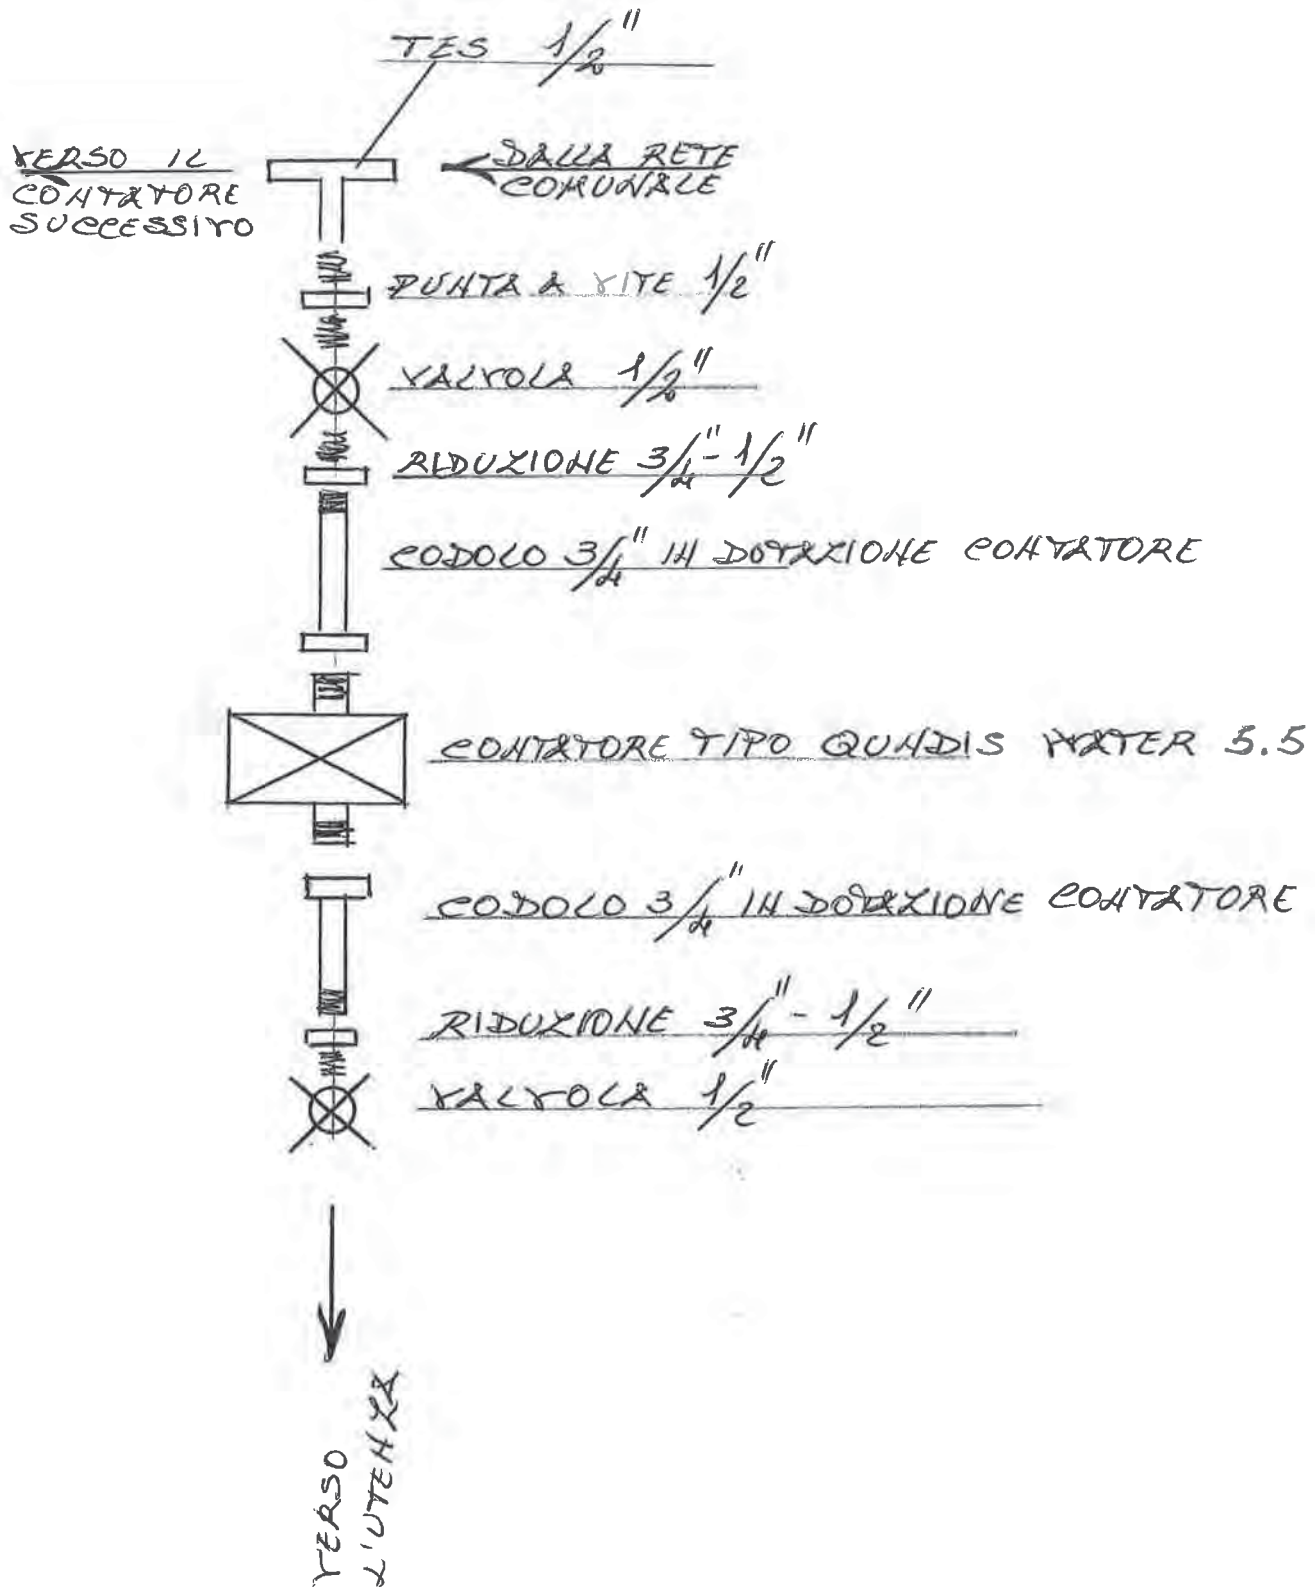 TES 1/2"
VERSO IL
CONTATORE
SUCCESSIVO
DALLA RETE
COMUNALE
PUNTA A VITE 1/2"
VALVOLA 1/2"
RIDUZIONE 3/4"-1/2"
CODOLO 3/4" IN DOTAZIONE CONTATORE
CONTATORE TIPO QUNDIS WATER 5.5
CODOLO 3/4" IN DOTAZIONE CONTATORE
RIDUZIONE 3/4"-1/2"
VALVOLA 1/2"
VERSO
L'UTENZA